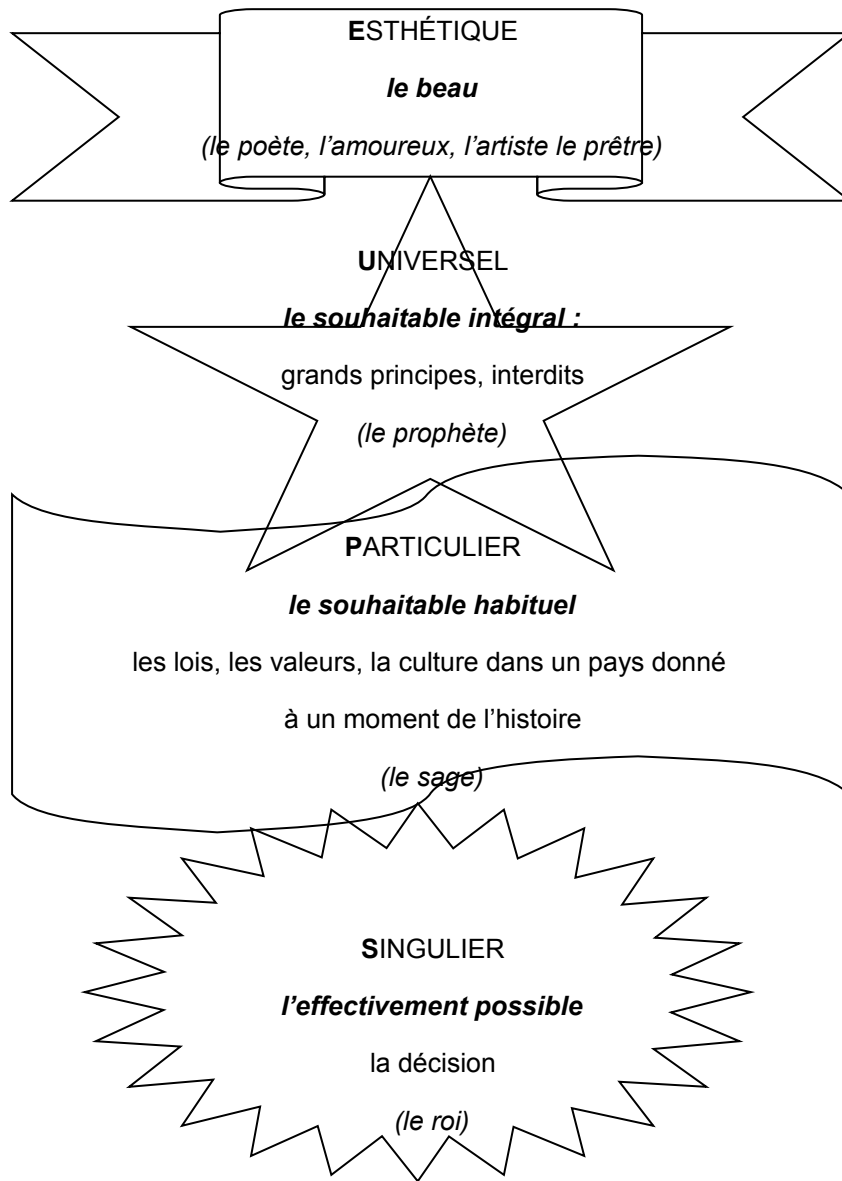 ESTHÉTIQUE
le beau
(le poète, l’amoureux, l’artiste le prêtre)
UNIVERSEL
le souhaitable intégral :
grands principes, interdits
(le prophète)
PARTICULIER
le souhaitable habituel
les lois, les valeurs, la culture dans un pays donné
à un moment de l’histoire
(le sage)
SINGULIER
l’effectivement possible
la décision
(le roi)